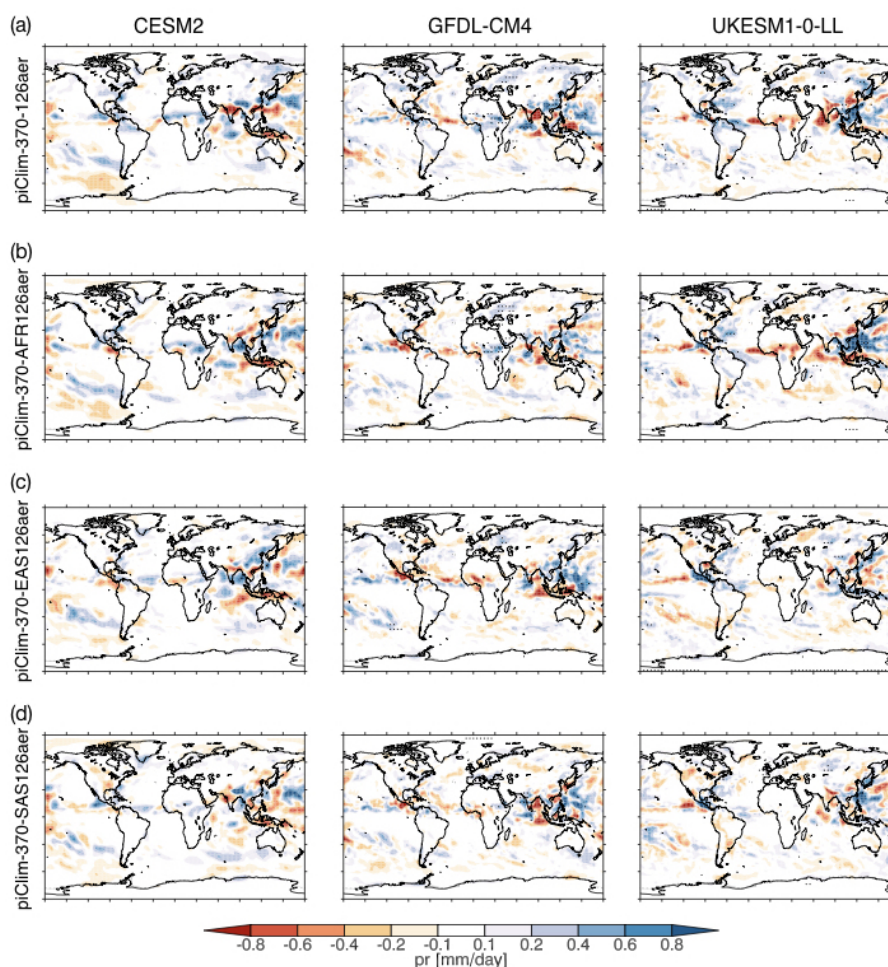 CESM2 GFDL-CM4 UKESM1-0-LL
(a)
piClim-370-126aer
(b)
piClim-370-AFR126aer
(c)
piClim-370-EAS126aer
(d)
piClim-370-SAS126aer
-0.8 -0.6 -0.4 -0.2 -0.1 0.1 0.2 0.4 0.6 0.8
pr [mm/day]